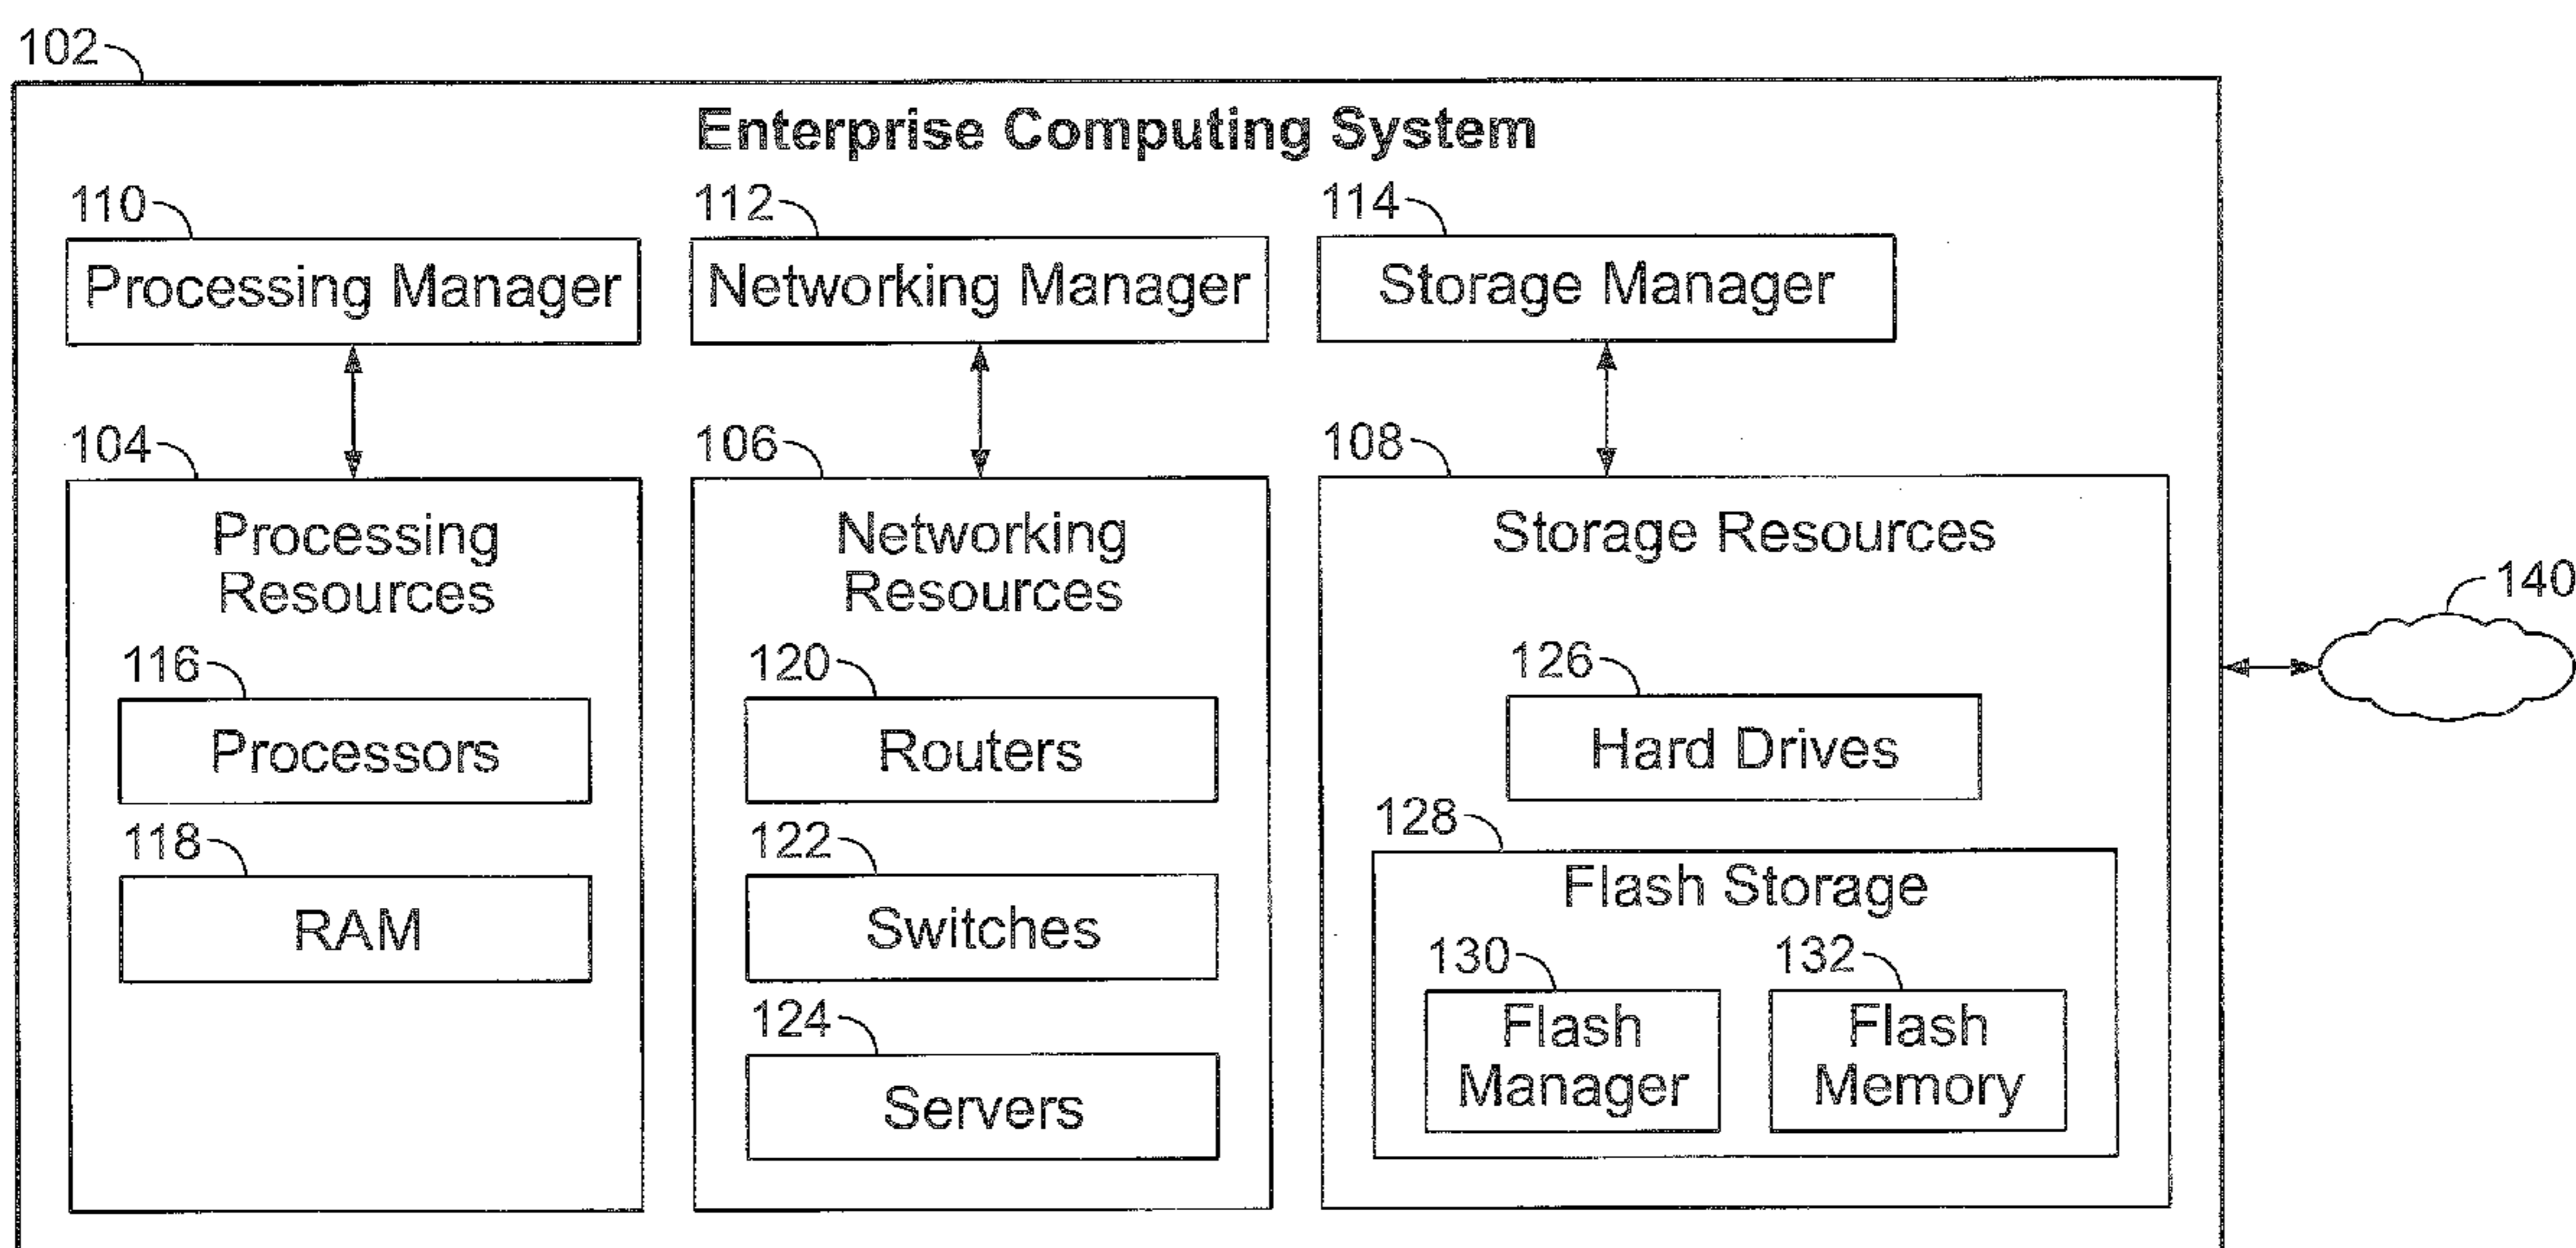 102
Enterprise Computing System
110
112
114
Processing Manager
Networking Manager
Storage Manager
104
106
108
Processing
Resources
Networking
Resources
Storage Resources
140
116
Processors
118
RAM
120
Routers
122
Switches
124
Servers
126
Hard Drives
128
Flash Storage
130
Flash
Manager
132
Flash
Memory